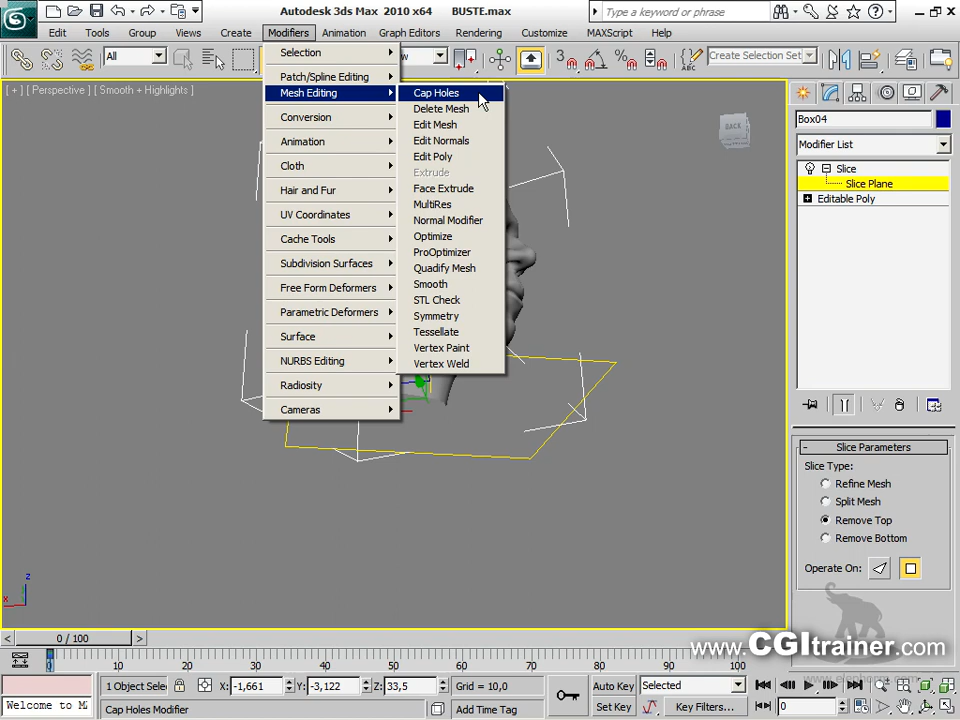 Autodesk 3ds Max 2010 x64 BUSTE.max
Type a keyword or phrase
Edit Tools Group Views Create Modifiers Animation Graph Editors Rendering Customize MAXScript Help
All
Create Selection Set
[ + ] [ Perspective ] [ Smooth + Highlights ]
BACK
Selection
Patch/Spline Editing
Mesh Editing
Conversion
Animation
Cloth
Hair and Fur
UV Coordinates
Cache Tools
Subdivision Surfaces
Free Form Deformers
Parametric Deformers
Surface
NURBS Editing
Radiosity
Cameras
Cap Holes
Delete Mesh
Edit Mesh
Edit Normals
Edit Poly
Extrude
Face Extrude
MultiRes
Normal Modifier
Optimize
ProOptimizer
Quadify Mesh
Smooth
STL Check
Symmetry
Tessellate
Vertex Paint
Vertex Weld
Box04
Modifier List
Slice
Slice Plane
Editable Poly
Slice Parameters
Slice Type:
Refine Mesh
Split Mesh
Remove Top
Remove Bottom
Operate On:
z
x
www.CGItrainer.com
0 / 100
0 10 20 30 40 50 60 70 80 90 100
1 Object Selec
X: -1,661 Y: -3,122 Z: 33,5
Grid = 10,0
Auto Key
Selected
Welcome to MA
Cap Holes Modifier
Add Time Tag
Set Key
Key Filters...
0